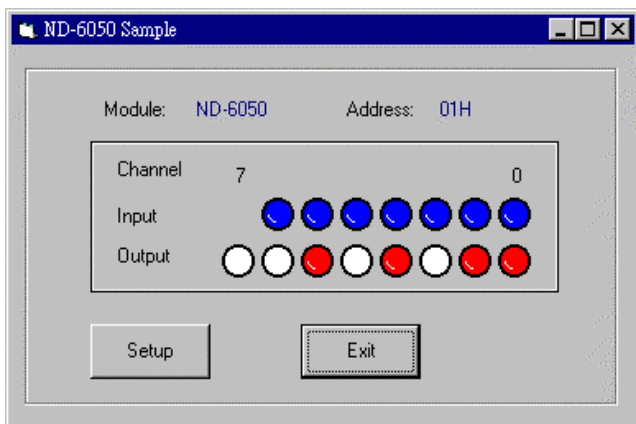 ND-6050 Sample
Module: ND-6050 Address: 01H
Channel 7 0
Input
Output
Setup Exit